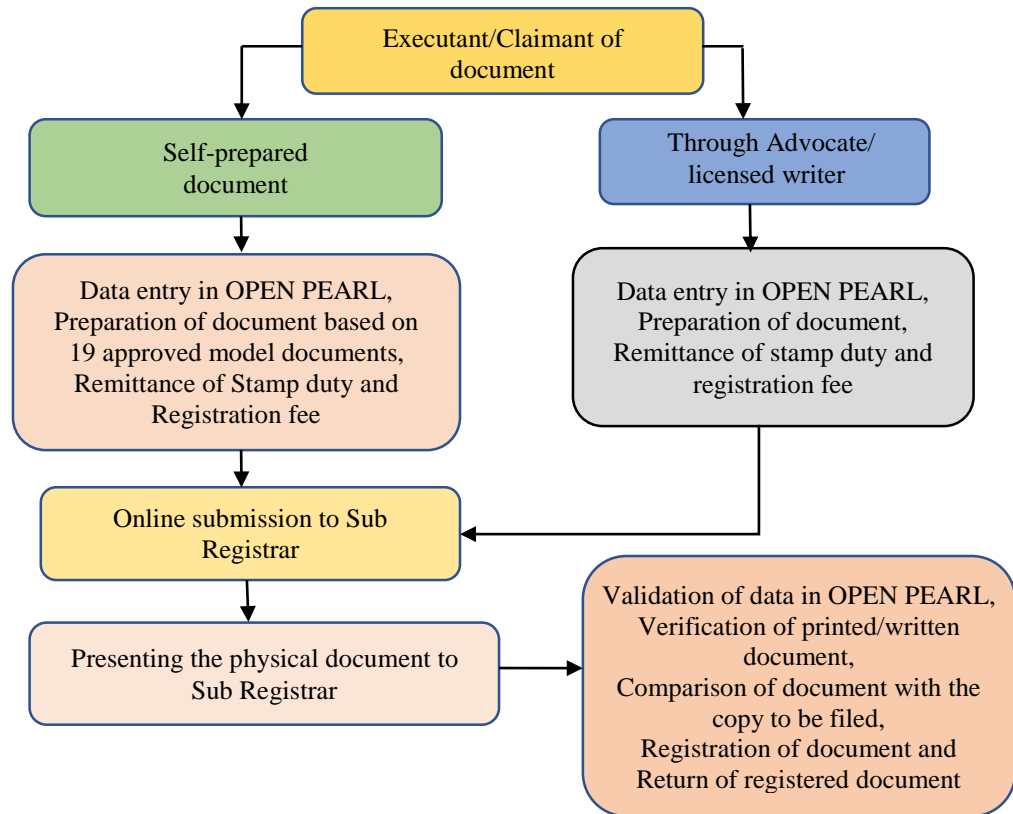 Executant/Claimant of
document
Self-prepared
document
Through Advocate/
licensed writer
Data entry in OPEN PEARL,
Preparation of document based on
19 approved model documents,
Remittance of Stamp duty and
Registration fee
Data entry in OPEN PEARL,
Preparation of document,
Remittance of stamp duty and
registration fee
Online submission to Sub
Registrar
Presenting the physical document to
Sub Registrar
Validation of data in OPEN PEARL,
Verification of printed/written
document,
Comparison of document with the
copy to be filed,
Registration of document and
Return of registered document